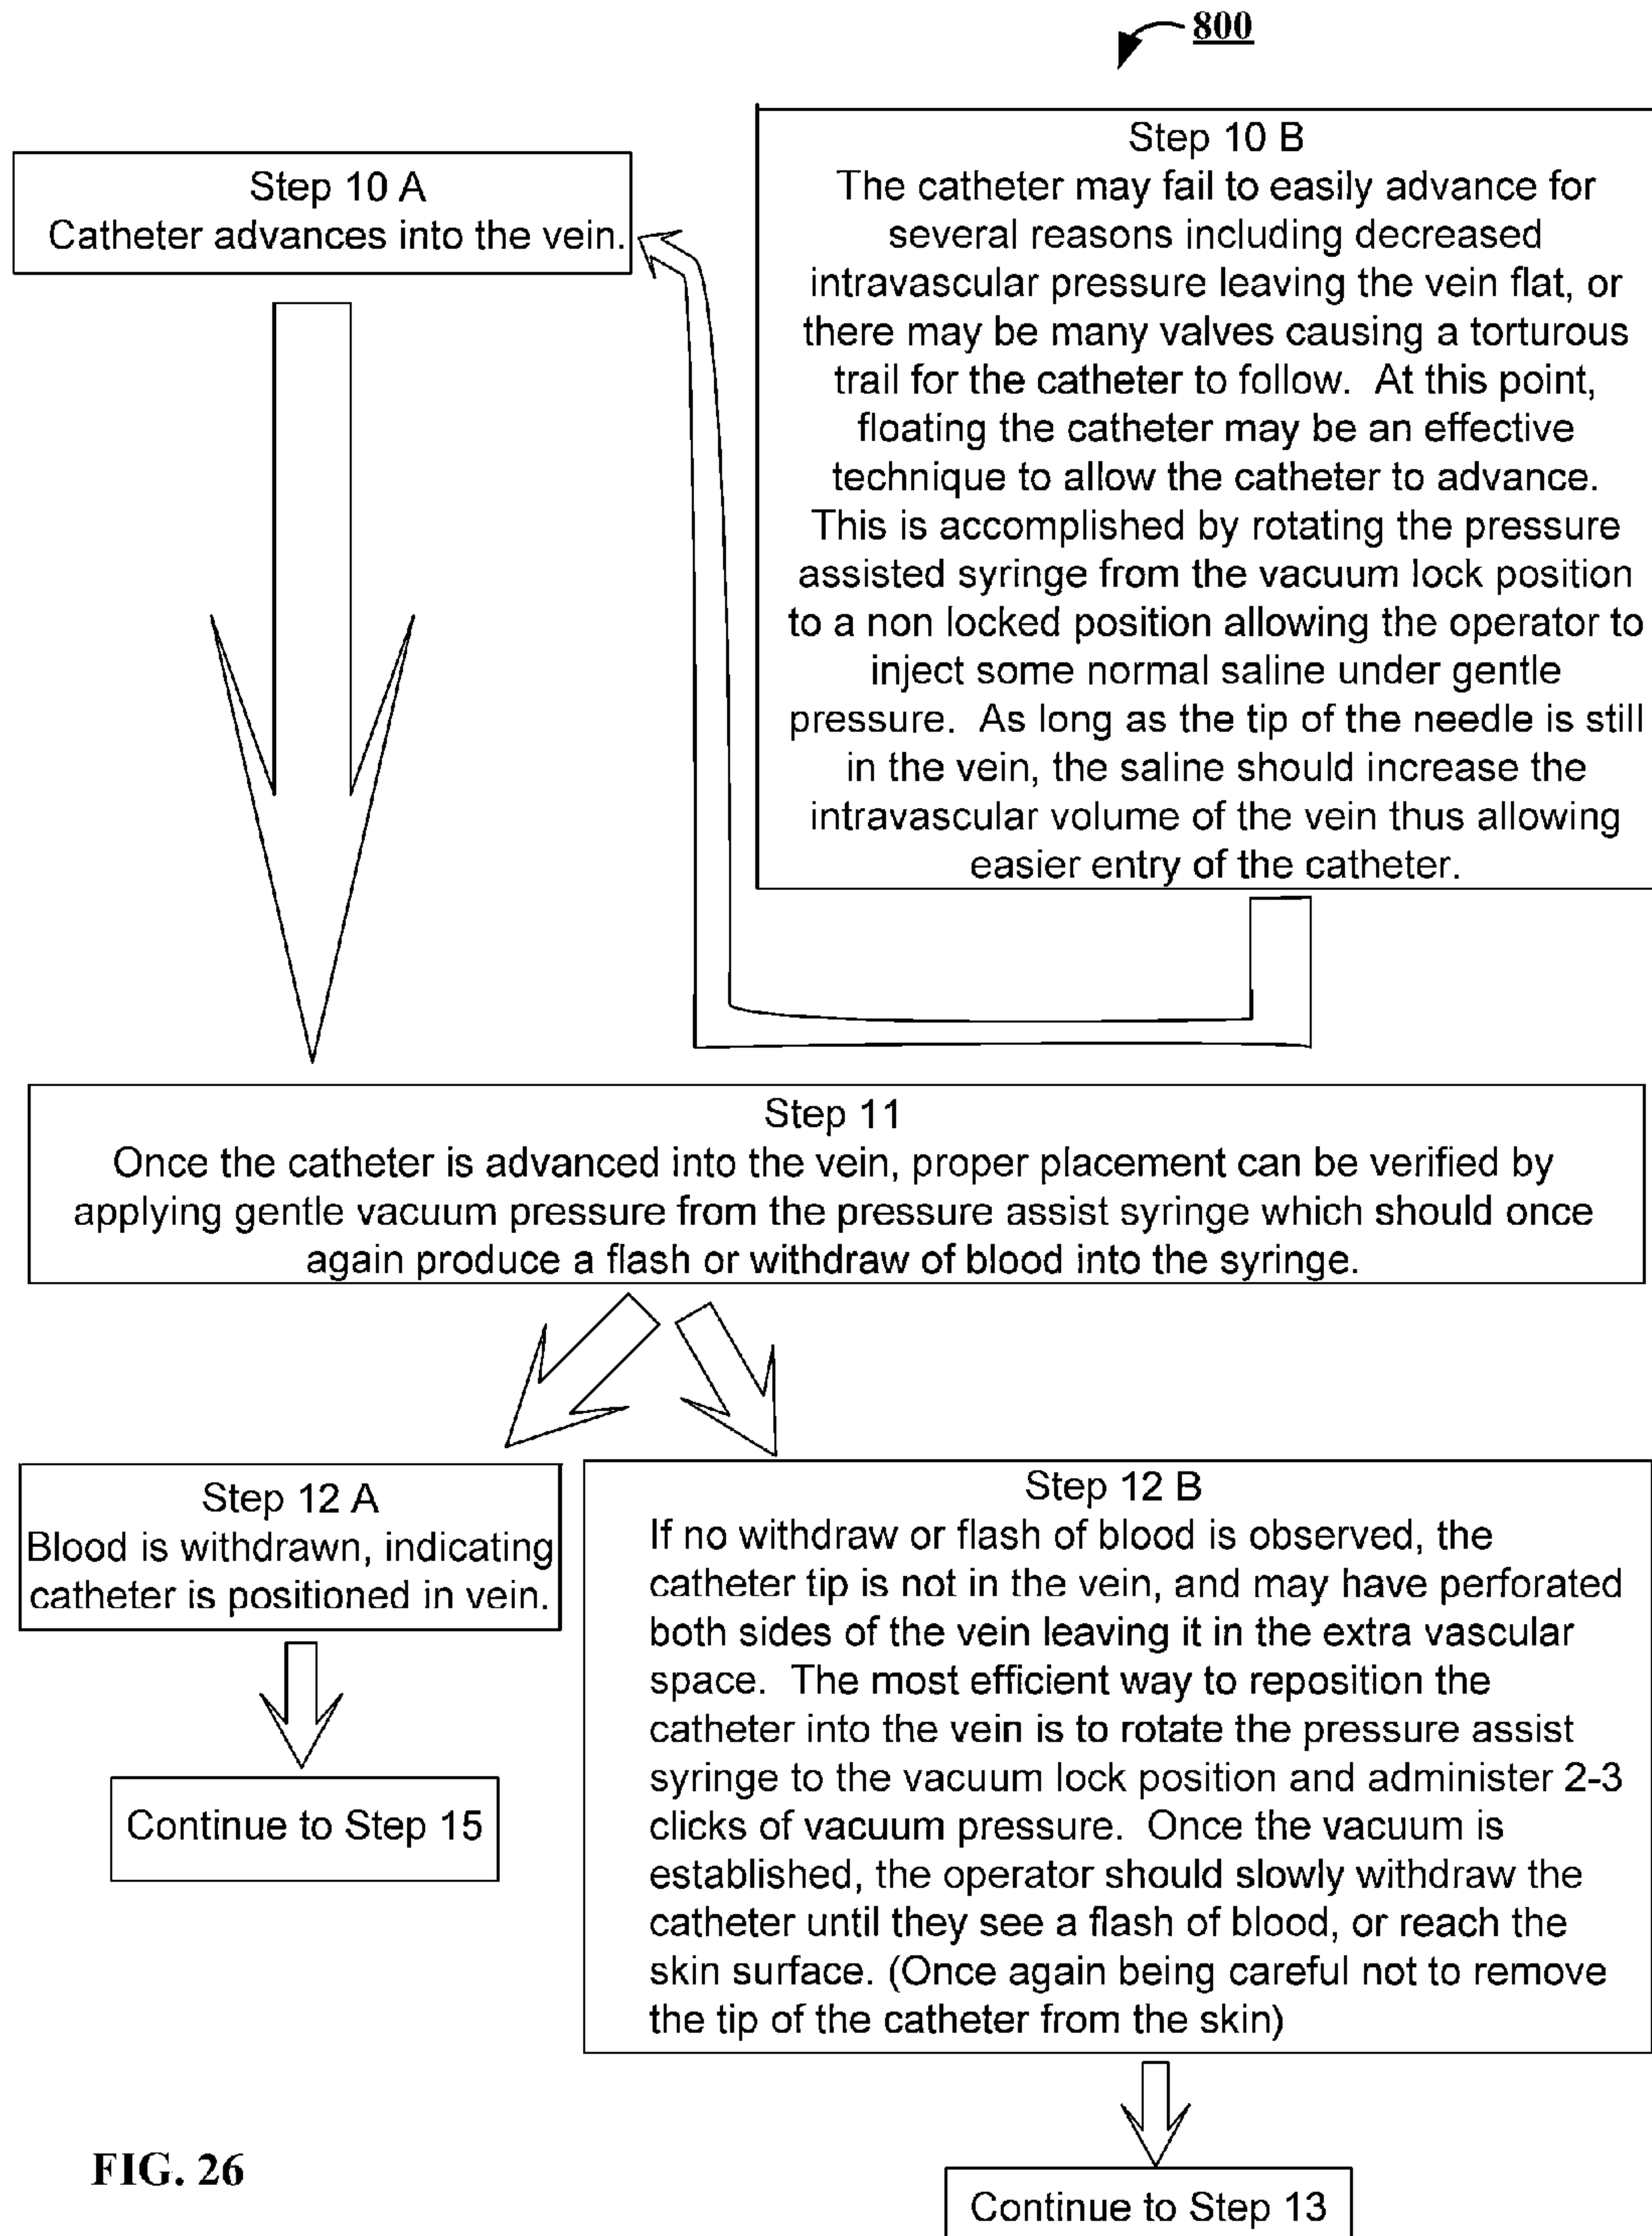 800
Step 10 A
Catheter advances into the vein.
Step 10 B
The catheter may fail to easily advance for
several reasons including decreased
intravascular pressure leaving the vein flat, or
there may be many valves causing a torturous
trail for the catheter to follow.  At this point,
floating the catheter may be an effective
technique to allow the catheter to advance.
This is accomplished by rotating the pressure
assisted syringe from the vacuum lock position
to a non locked position allowing the operator to
inject some normal saline under gentle
pressure.  As long as the tip of the needle is still
in the vein, the saline should increase the
intravascular volume of the vein thus allowing
easier entry of the catheter.
Step 11
Once the catheter is advanced into the vein, proper placement can be verified by
applying gentle vacuum pressure from the pressure assist syringe which should once
again produce a flash or withdraw of blood into the syringe.
Step 12 A
Blood is withdrawn, indicating
catheter is positioned in vein.
Continue to Step 15
Step 12 B
If no withdraw or flash of blood is observed, the
catheter tip is not in the vein, and may have perforated
both sides of the vein leaving it in the extra vascular
space.  The most efficient way to reposition the
catheter into the vein is to rotate the pressure assist
syringe to the vacuum lock position and administer 2-3
clicks of vacuum pressure.  Once the vacuum is
established, the operator should slowly withdraw the
catheter until they see a flash of blood, or reach the
skin surface. (Once again being careful not to remove
the tip of the catheter from the skin)
Continue to Step 13
FIG. 26